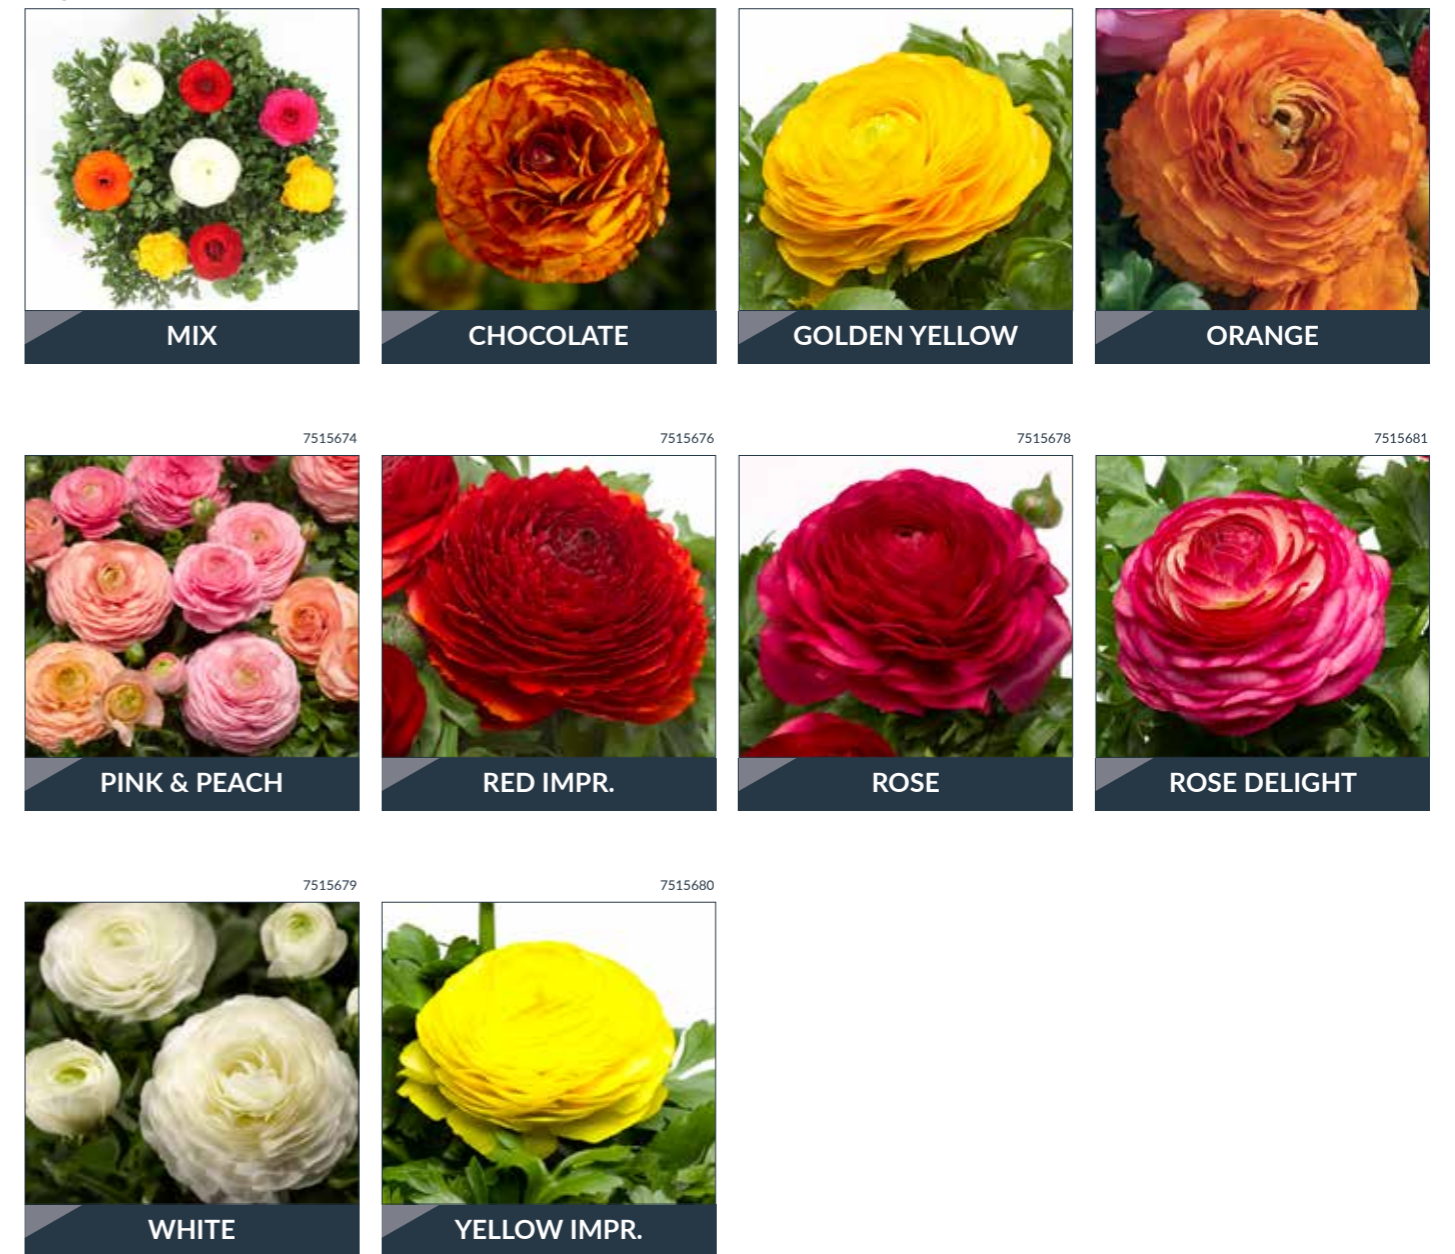 MIX
CHOCOLATE
GOLDEN YELLOW
ORANGE
7515674
7515676
7515678
7515681
PINK & PEACH
RED IMPR.
ROSE
ROSE DELIGHT
7515679
7515680
WHITE
YELLOW IMPR.